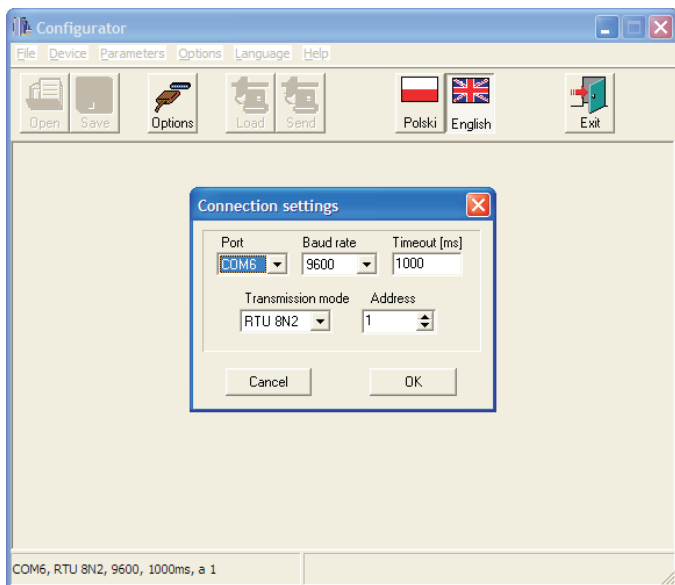 Configurator
File Device Parameters Options Language Help
Open Save Options Load Send Polski English Exit
Connection settings
Port Baud rate Timeout [ms]
COM6 9600 1000
Transmission mode Address
RTU 8N2 1
Cancel OK
COM6, RTU 8N2, 9600, 1000ms, a 1